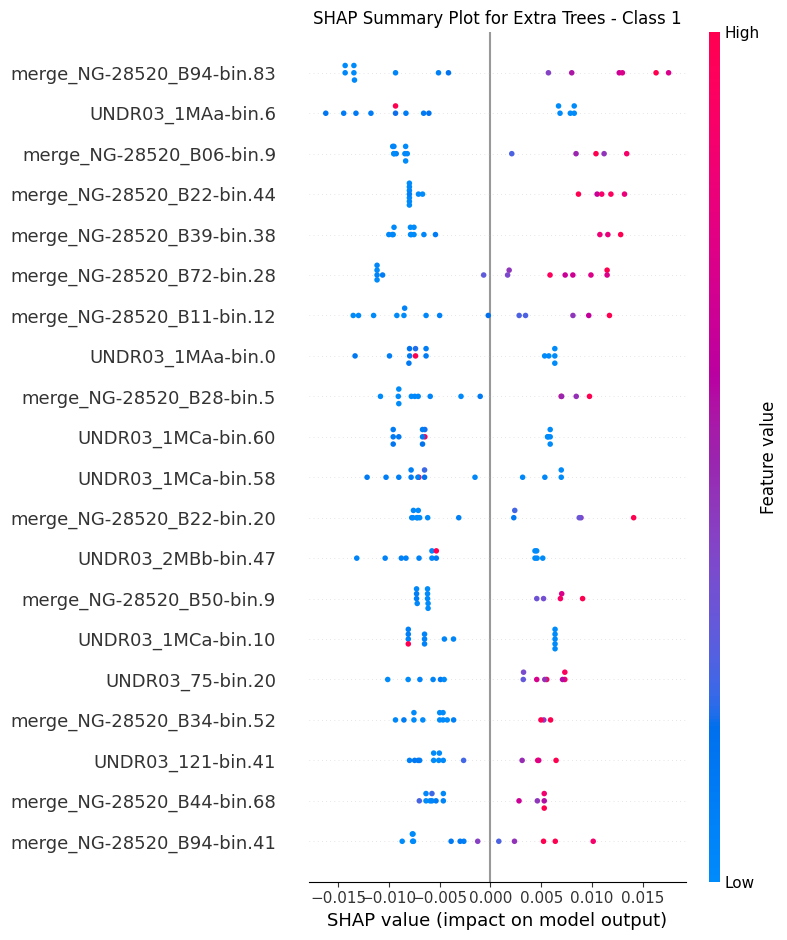 SHAP Summary Plot for Extra Trees - Class 1
High
merge_NG-28520_B94-bin.83
UNDR03_1MAa-bin.6
merge_NG-28520_B06-bin.9
merge_NG-28520_B22-bin.44
merge_NG-28520_B39-bin.38
merge_NG-28520_B72-bin.28
merge_NG-28520_B11-bin.12
UNDR03_1MAa-bin.0
merge_NG-28520_B28-bin.5
UNDR03_1MCa-bin.60
UNDR03_1MCa-bin.58
merge_NG-28520_B22-bin.20
UNDR03_2MBb-bin.47
merge_NG-28520_B50-bin.9
UNDR03_1MCa-bin.10
UNDR03_75-bin.20
merge_NG-28520_B34-bin.52
UNDR03_121-bin.41
merge_NG-28520_B44-bin.68
merge_NG-28520_B94-bin.41
Feature value
Low
−0.015 −0.010 −0.005 0.000 0.005 0.010 0.015
SHAP value (impact on model output)